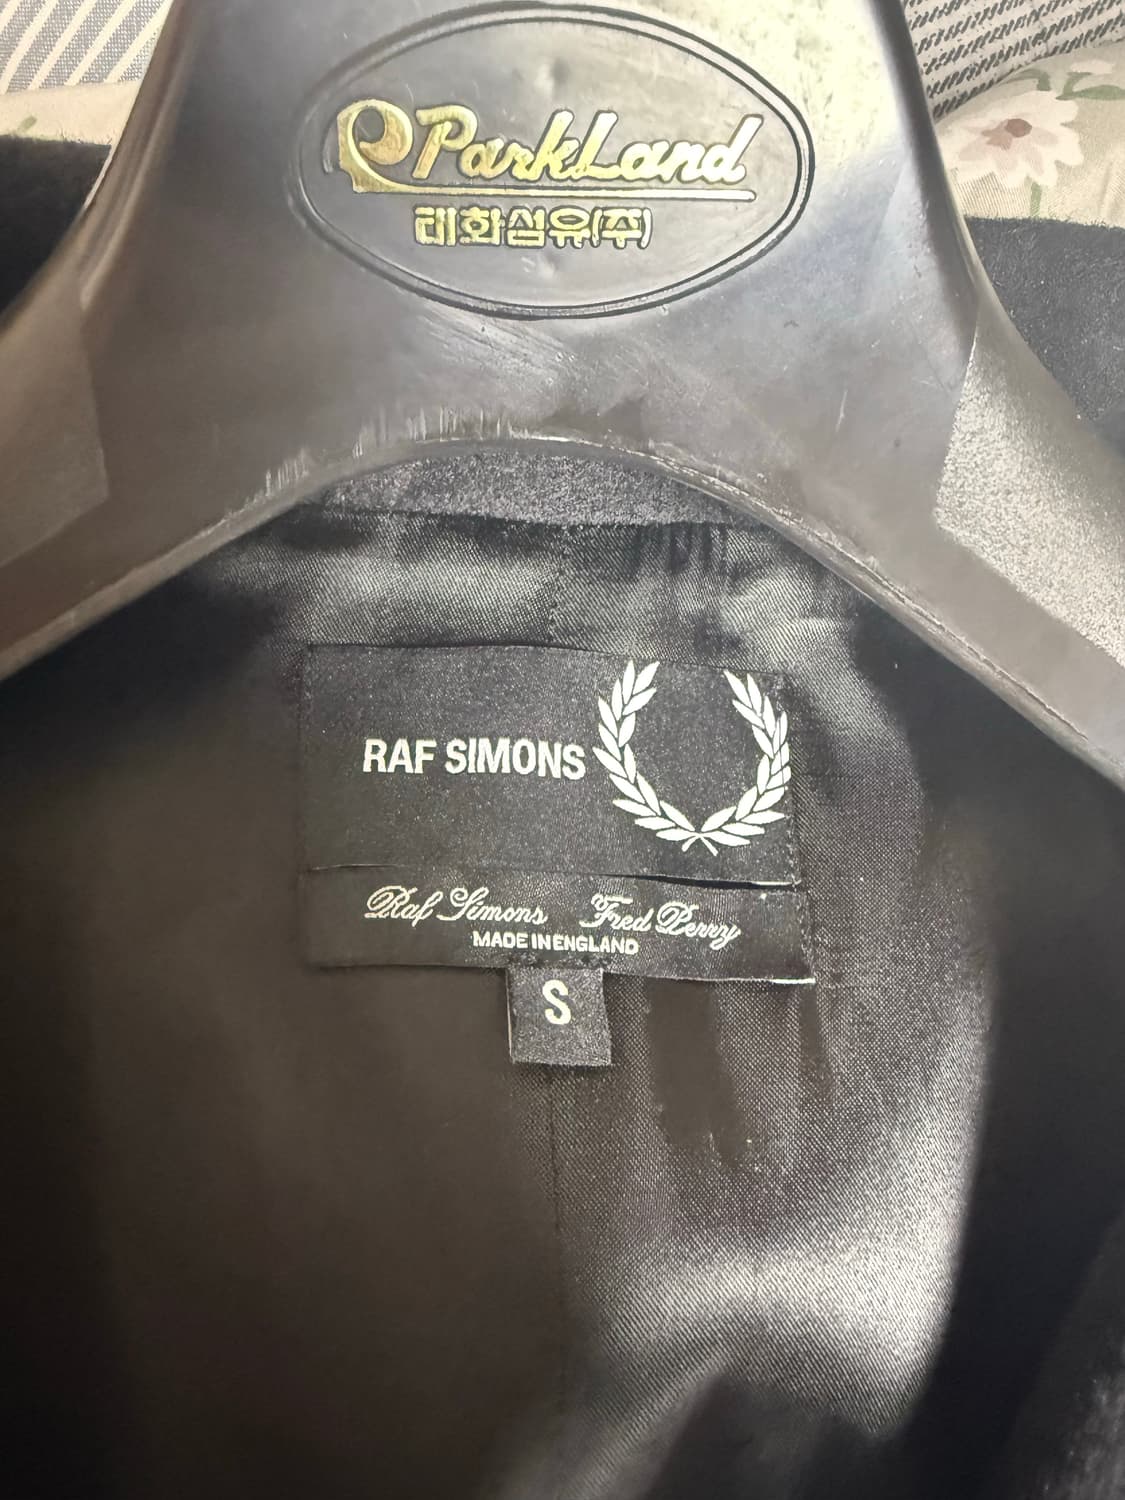 ParkLand
태화섬유(주)
RAF SIMONS
Raf Simons Fred Perry
MADE IN ENGLAND
S